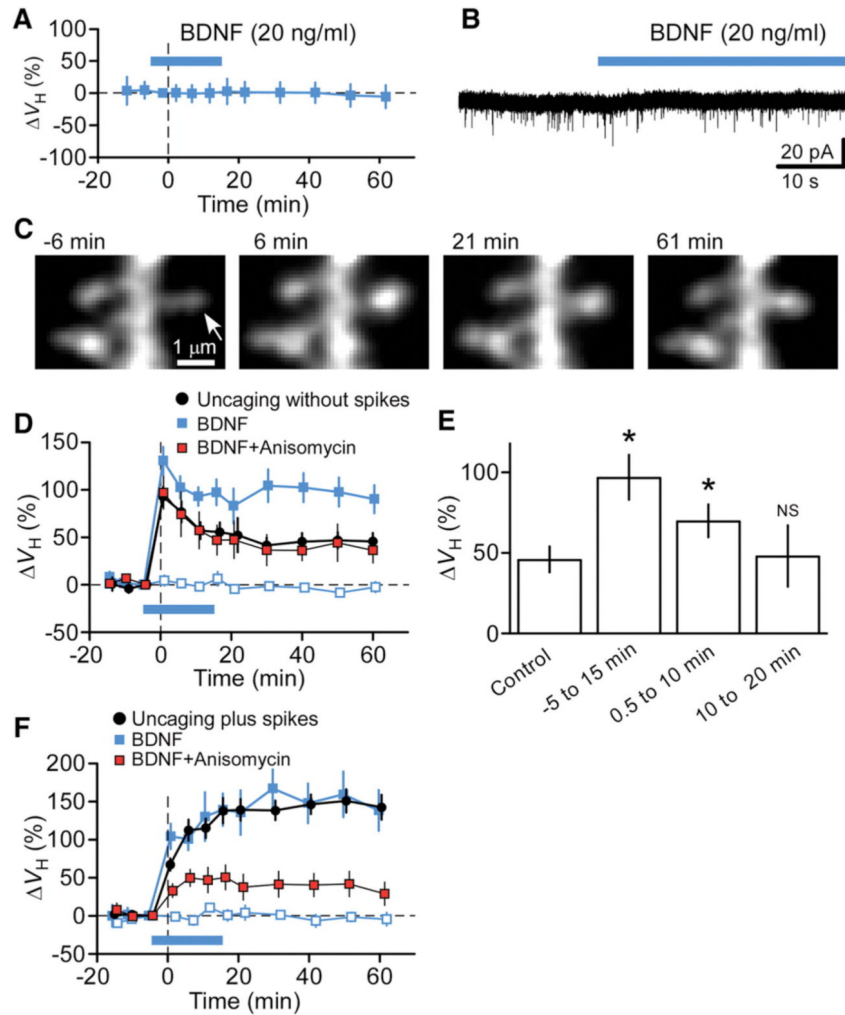 A
BDNF (20 ng/ml)
100
50
0
-50
-100
ΔVH (%)
-20 0 20 40 60
Time (min)
B
BDNF (20 ng/ml)
20 pA
10 s
C
-6 min 6 min 21 min 61 min
1 μm
D
Uncaging without spikes
BDNF
BDNF+Anisomycin
150
100
50
0
-50
ΔVH (%)
-20 0 20 40 60
Time (min)
E
100
50
0
ΔVH (%)
* * NS
Control -5 to 15 min 0.5 to 10 min 10 to 20 min
F
Uncaging plus spikes
BDNF
BDNF+Anisomycin
200
150
100
50
0
-50
ΔVH (%)
-20 0 20 40 60
Time (min)